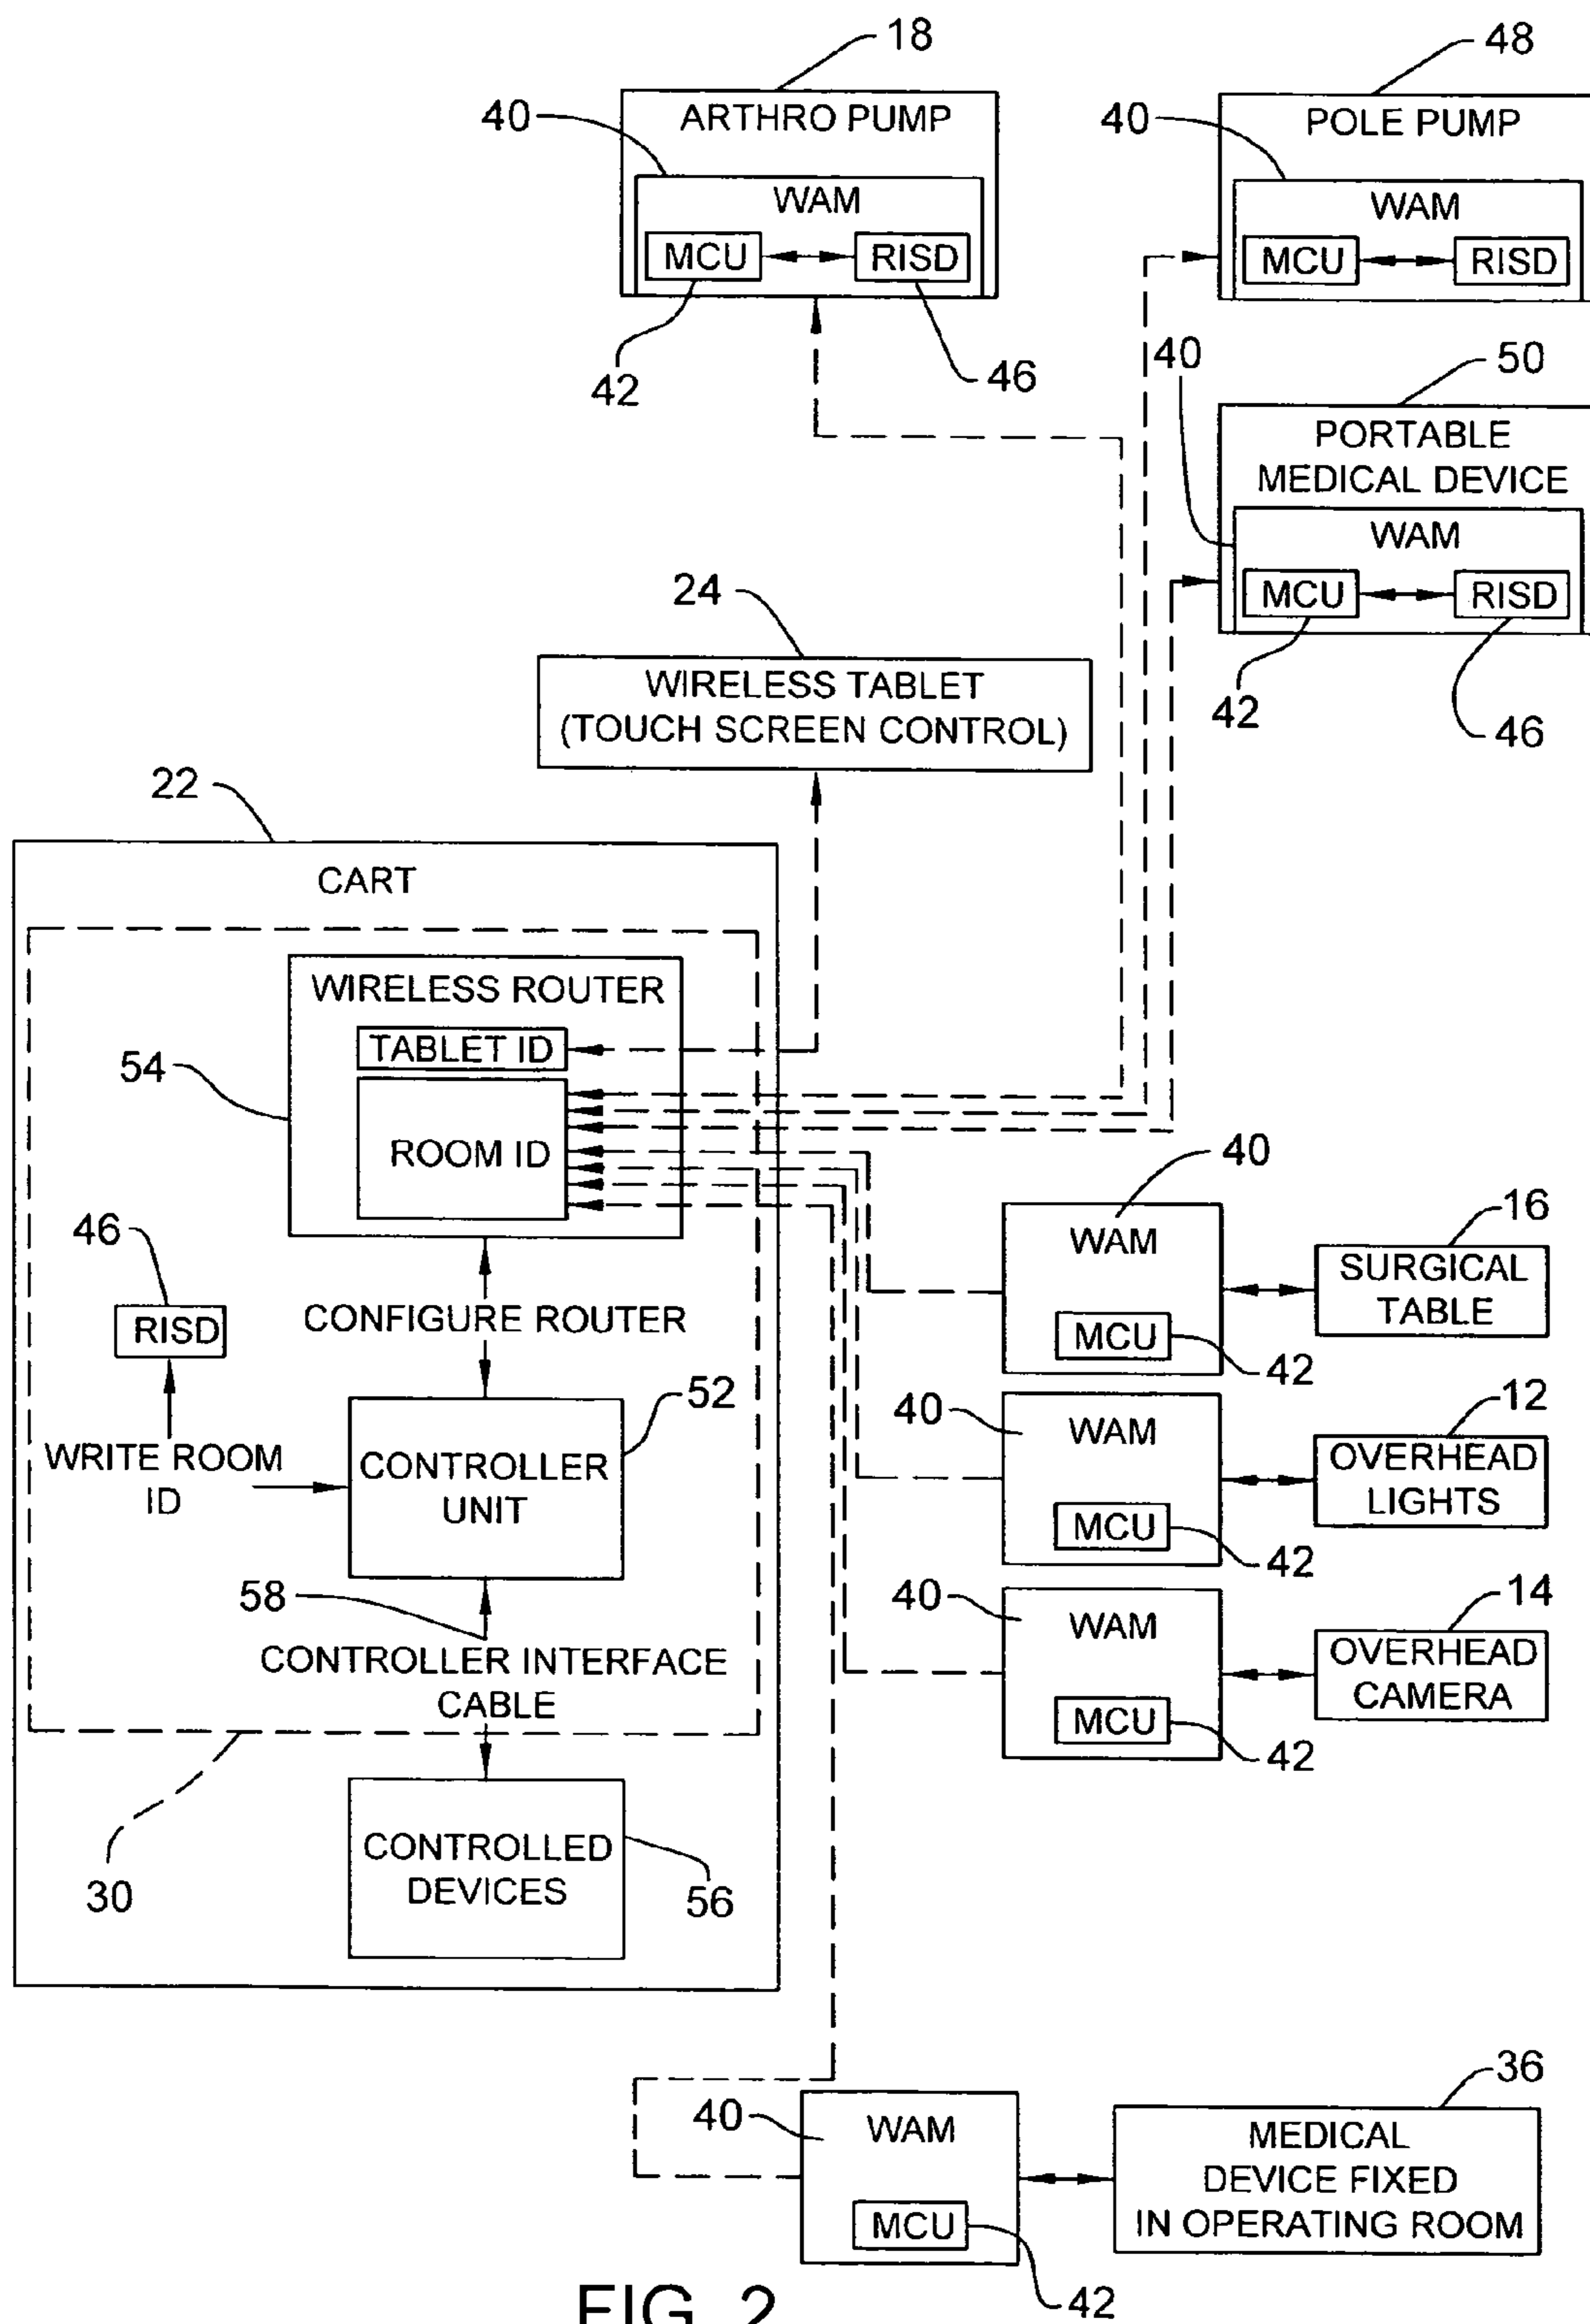 18
48
40
ARTHRO PUMP
40
POLE PUMP
WAM
WAM
MCU
RISD
MCU
RISD
42
46
40
50
PORTABLE
MEDICAL DEVICE
WAM
MCU
RISD
42
46
24
WIRELESS TABLET
(TOUCH SCREEN CONTROL)
22
CART
WIRELESS ROUTER
TABLET ID
54
ROOM ID
46
RISD
CONFIGURE ROUTER
52
WRITE ROOM
ID
CONTROLLER
UNIT
58
CONTROLLER INTERFACE
CABLE
30
CONTROLLED
DEVICES
56
40
WAM
MCU
42
16
SURGICAL
TABLE
40
WAM
MCU
42
12
OVERHEAD
LIGHTS
40
WAM
MCU
42
14
OVERHEAD
CAMERA
40
WAM
MCU
42
36
MEDICAL
DEVICE FIXED
IN OPERATING ROOM
FIG. 2